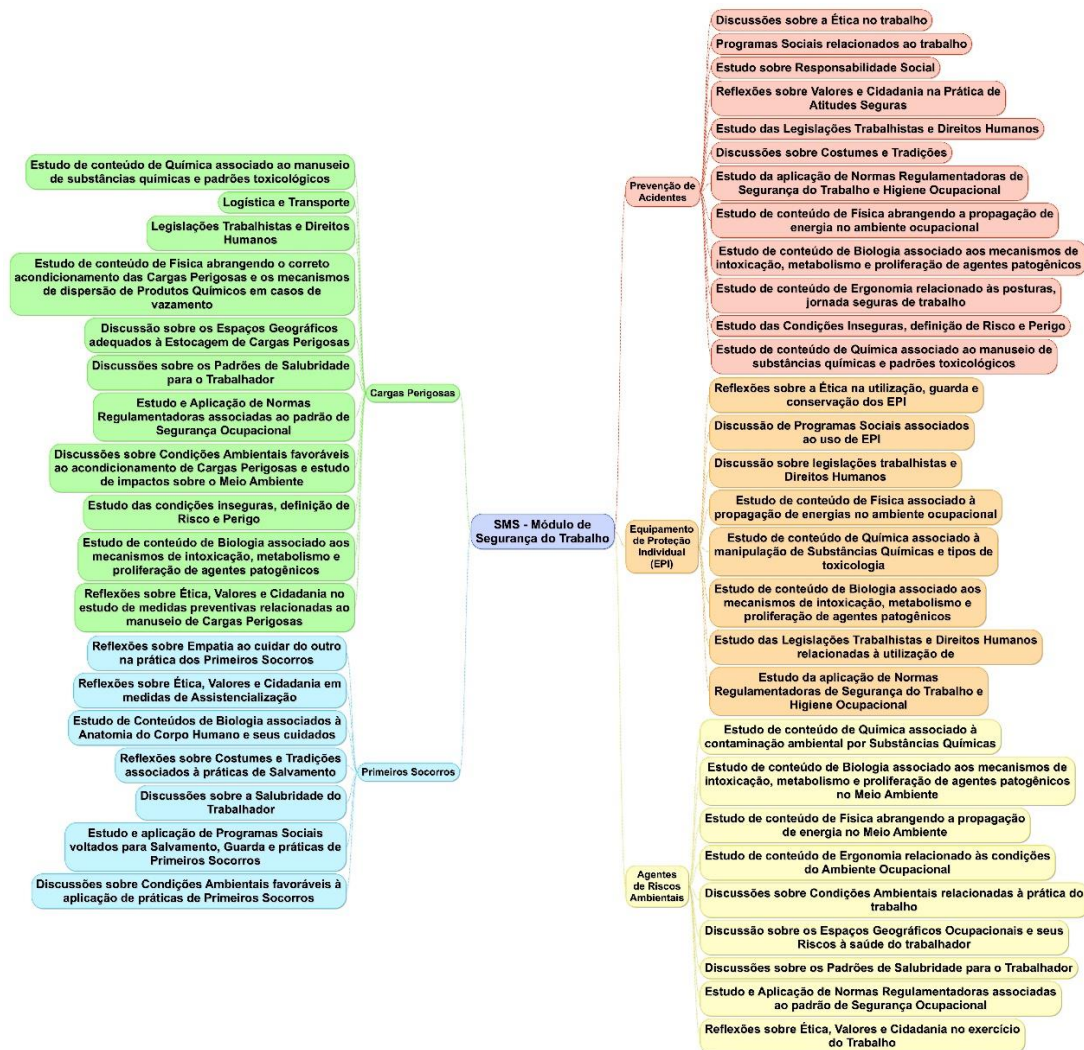 Discussões sobre a Ética no trabalho
Programas Sociais relacionados ao trabalho
Estudo sobre Responsabilidade Social
Reflexões sobre Valores e Cidadania na Prática de
Atitudes Seguras
Estudo das Legislações Trabalhistas e Direitos Humanos
Discussões sobre Costumes e Tradições
Estudo da aplicação de Normas Regulamentadoras de
Segurança do Trabalho e Higiene Ocupacional
Estudo de conteúdo de Física abrangendo a propagação de
energia no ambiente ocupacional
Estudo de conteúdo de Biologia associado aos mecanismos de
intoxicação, metabolismo e proliferação de agentes patogênicos
Estudo de conteúdo de Ergonomia relacionado às posturas,
jornada seguras de trabalho
Estudo das Condições Inseguras, definição de Risco e Perigo
Estudo de conteúdo de Química associado ao manuseio de
substâncias químicas e padrões toxicológicos
Prevenção de
Acidentes
Reflexões sobre a Ética na utilização, guarda e
conservação dos EPI
Discussão de Programas Sociais associados
ao uso de EPI
Discussão sobre legislações trabalhistas e
Direitos Humanos
Estudo de conteúdo de Física associado à
propagação de energias no ambiente ocupacional
Estudo de conteúdo de Química associado à
manipulação de Substâncias Químicas e tipos de
toxicologia
Estudo de conteúdo de Biologia associado aos
mecanismos de intoxicação, metabolismo e
proliferação de agentes patogênicos
Estudo das Legislações Trabalhistas e Direitos Humanos
relacionadas à utilização de
Estudo da aplicação de Normas
Regulamentadoras de Segurança do Trabalho e
Higiene Ocupacional
Equipamento
de Proteção
Individual
(EPI)
Estudo de conteúdo de Química associado à
contaminação ambiental por Substâncias Químicas
Estudo de conteúdo de Biologia associado aos mecanismos de
intoxicação, metabolismo e proliferação de agentes patogênicos
no Meio Ambiente
Estudo de conteúdo de Física abrangendo a propagação
de energia no Meio Ambiente
Estudo de conteúdo de Ergonomia relacionado às condições
do Ambiente Ocupacional
Discussões sobre Condições Ambientais relacionadas à prática do
trabalho
Discussão sobre os Espaços Geográficos Ocupacionais e seus
Riscos à saúde do trabalhador
Discussões sobre os Padrões de Salubridade para o Trabalhador
Estudo e Aplicação de Normas Regulamentadoras associadas
ao padrão de Segurança Ocupacional
Reflexões sobre Ética, Valores e Cidadania no exercício
do Trabalho
Agentes
de Riscos
Ambientais
SMS - Módulo de
Segurança do Trabalho
Estudo de conteúdo de Química associado ao manuseio
de substâncias químicas e padrões toxicológicos
Logística e Transporte
Legislações Trabalhistas e Direitos
Humanos
Estudo de conteúdo de Física abrangendo o correto
acondicionamento das Cargas Perigosas e os mecanismos
de dispersão de Produtos Químicos em casos de
vazamento
Discussão sobre os Espaços Geográficos
adequados à Estocagem de Cargas Perigosas
Discussões sobre os Padrões de Salubridade
para o Trabalhador
Estudo e Aplicação de Normas
Regulamentadoras associadas ao padrão de
Segurança Ocupacional
Discussões sobre Condições Ambientais favoráveis
ao acondicionamento de Cargas Perigosas e estudo
de impactos sobre o Meio Ambiente
Estudo das condições inseguras, definição de
Risco e Perigo
Estudo de conteúdo de Biologia associado aos
mecanismos de intoxicação, metabolismo e
proliferação de agentes patogênicos
Reflexões sobre Ética, Valores e Cidadania no
estudo de medidas preventivas relacionadas ao
manuseio de Cargas Perigosas
Cargas Perigosas
Reflexões sobre Empatia ao cuidar do outro
na prática dos Primeiros Socorros
Reflexões sobre Ética, Valores e Cidadania em
medidas de Assistencialização
Estudo de Conteúdos de Biologia associados à
Anatomia do Corpo Humano e seus cuidados
Reflexões sobre Costumes e Tradições
associados à práticas de Salvamento
Discussões sobre a Salubridade do
Trabalhador
Estudo e aplicação de Programas Sociais
voltados para Salvamento, Guarda e práticas
de Primeiros Socorros
Discussões sobre Condições Ambientais favoráveis à
aplicação de práticas de Primeiros Socorros
Primeiros Socorros